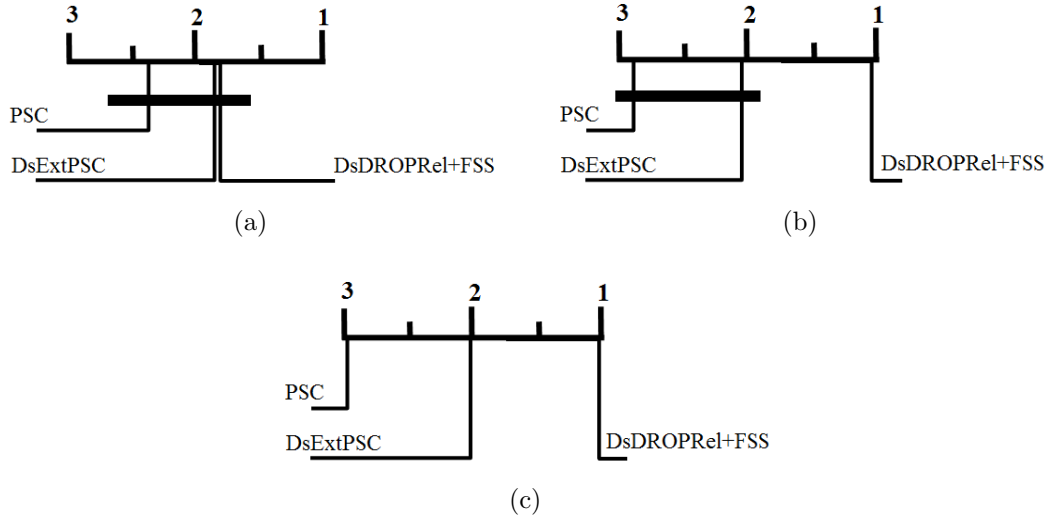 3 2 1
PSC
DsExtPSC DsDROPRel+FSS
(a)
3 2 1
PSC
DsExtPSC DsDROPRel+FSS
(b)
3 2 1
PSC
DsExtPSC DsDROPRel+FSS
(c)